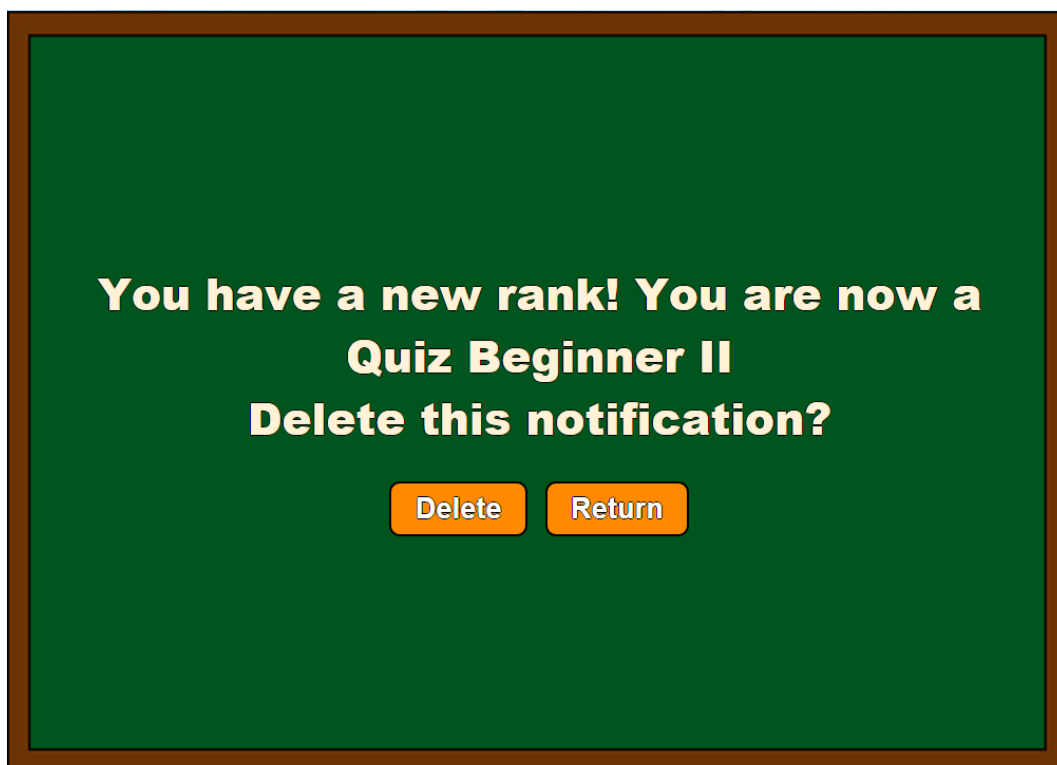 You have a new rank! You are now a
Quiz Beginner II
Delete this notification?
Delete Return